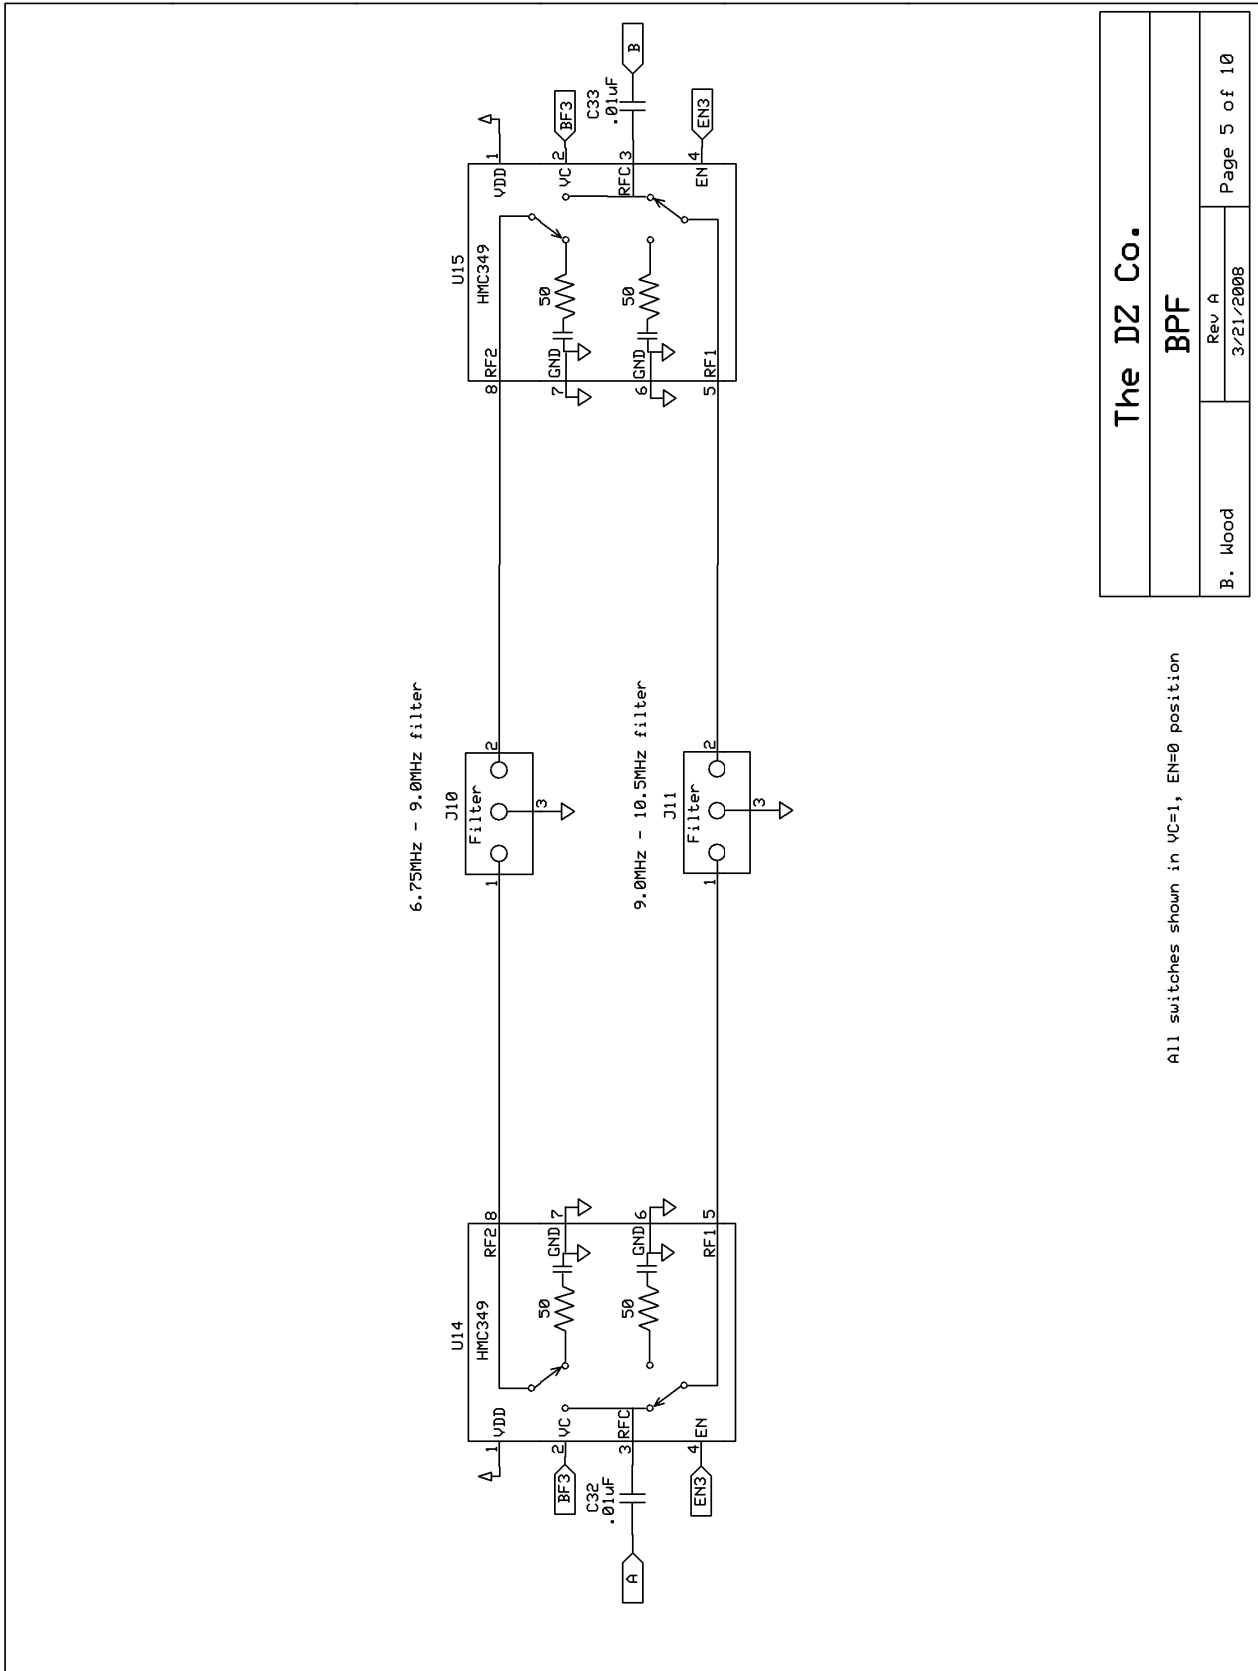 6.75MHz - 9.0MHz filter
U14
HMC349
1 VDD
2 VC
3 RFC
4 EN
RF2 8
GND 7
GND 6
RF1 5
50
50
BF3
C32
.01uF
A
EN3
J10
Filter
1
2
3
9.0MHz - 10.5MHz filter
J11
Filter
1
2
3
U15
HMC349
8 RF2
7 GND
6 GND
5 RF1
50
50
VDD 1
VC 2
RFC 3
EN 4
BF3
C33
.01uF
B
EN3
All switches shown in VC=1, EN=0 position
The DZ Co.
BPF
B. Wood
Rev A
3/21/2008
Page 5 of 10